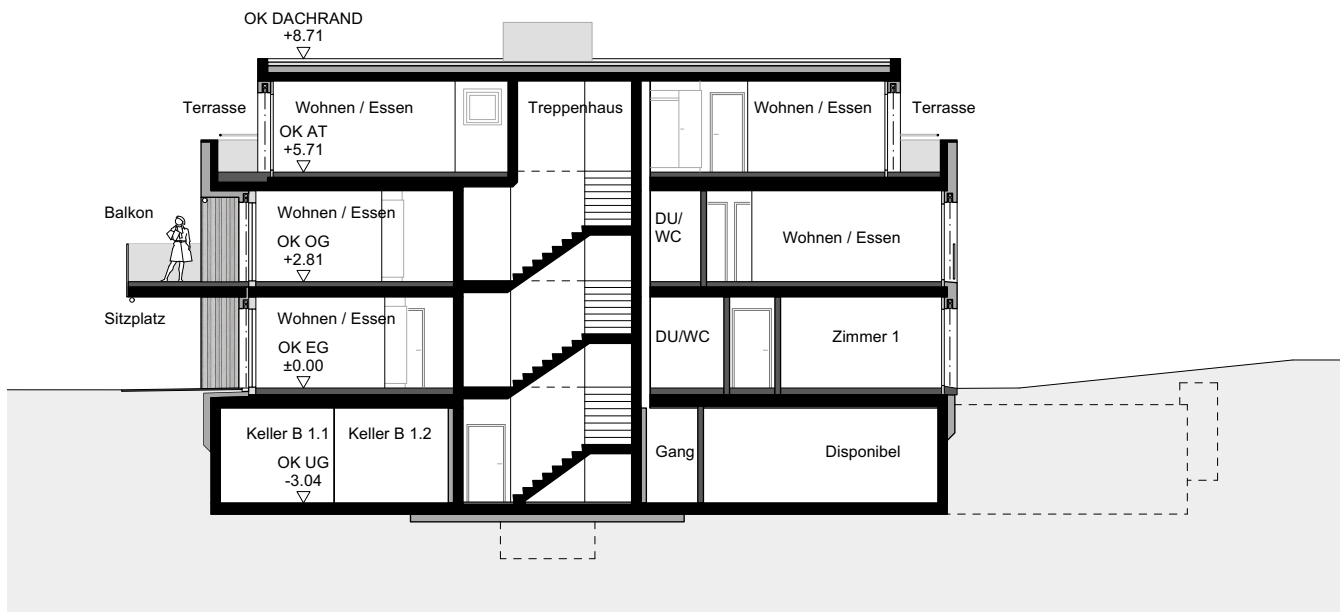 OK DACHRAND
+8.71
Terrasse
Wohnen / Essen
Treppenhaus
Wohnen / Essen
Terrasse
OK AT
+5.71
Balkon
Wohnen / Essen
DU/
WC
Wohnen / Essen
OK OG
+2.81
Sitzplatz
Wohnen / Essen
DU/WC
Zimmer 1
OK EG
±0.00
Keller B 1.1
Keller B 1.2
Gang
Disponibel
OK UG
-3.04